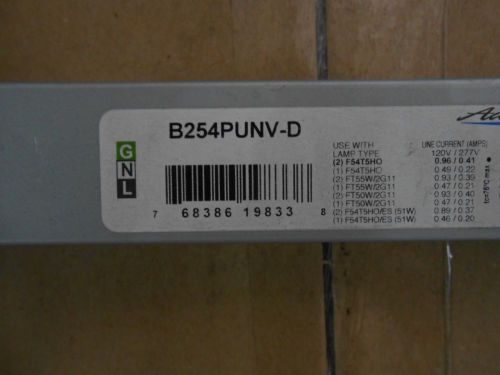 B254PUNV-D
G
N
L
7 68386 19833 8
USE WITH LINE CURRENT (AMPS)
LAMP TYPE 120V / 277V
(2) F54T5HO 0.96 / 0.41
(1) F54T5HO 0.49 / 0.22
(2) FT55W/2G11 0.93 / 0.39
(1) FT55W/2G11 0.47 / 0.21
(2) FT50W/2G11 0.93 / 0.40
(1) FT50W/2G11 0.47 / 0.21
(2) F54T5HO/ES (51W) 0.89 / 0.37
(1) F54T5HO/ES (51W) 0.46 / 0.20